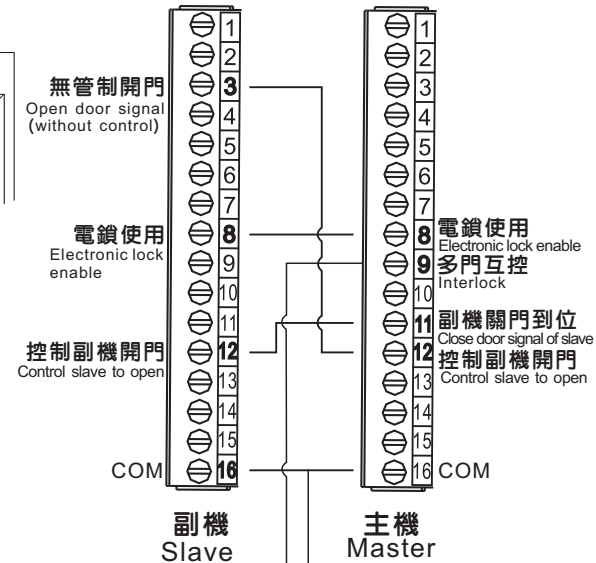 1
2
3
4
5
6
7
8
9
10
11
12
13
14
15
16
無管制開門
Open door signal
(without control)
電鎖使用
Electronic lock
enable
控制副機開門
Control slave to open
COM
副機
Slave
1
2
3
4
5
6
7
8
9
10
11
12
13
14
15
16
電鎖使用
Electronic lock enable
多門互控
Interlock
副機關門到位
Close door signal of slave
控制副機開門
Control slave to open
COM
主機
Master